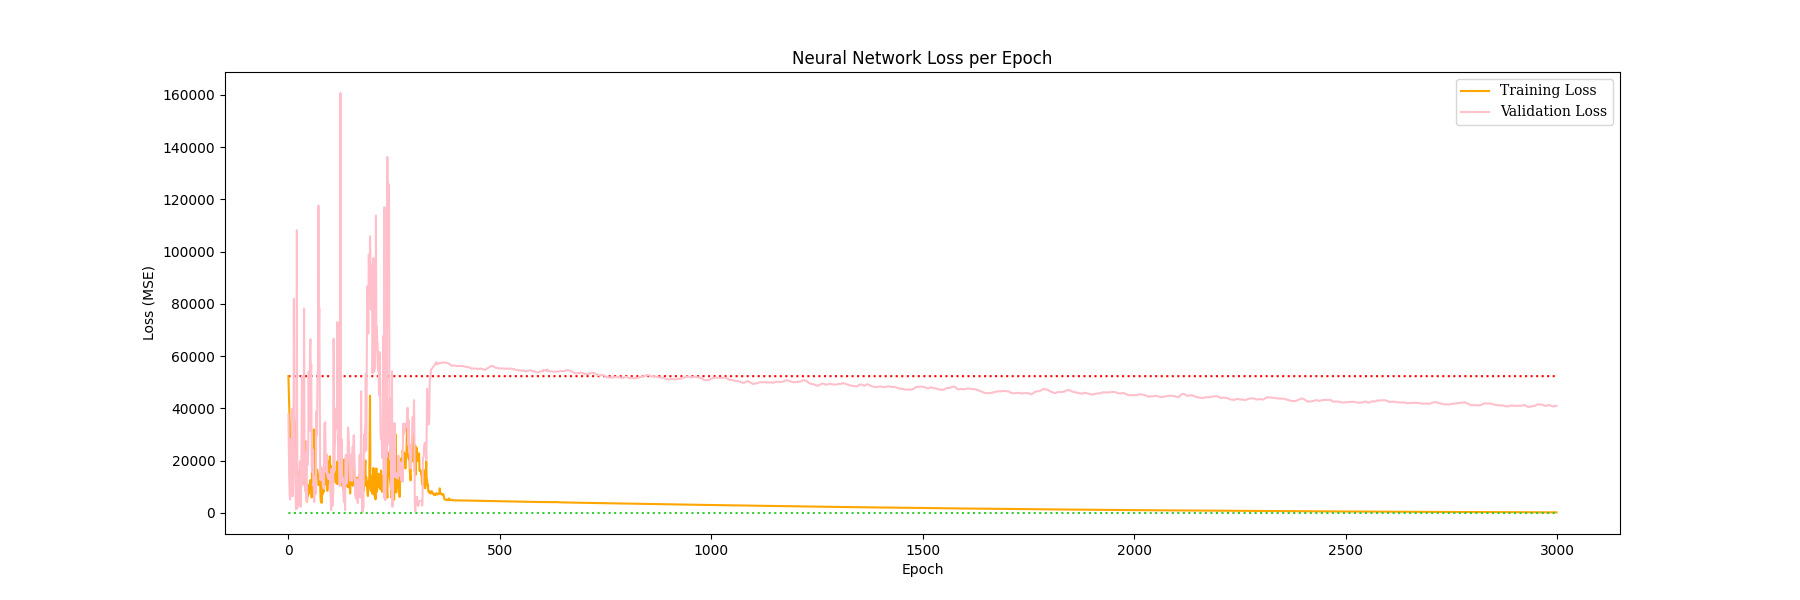 Neural Network Loss per Epoch
Training Loss
Validation Loss
160000
140000
120000
100000
80000
60000
40000
20000
0
Loss (MSE)
0 500 1000 1500 2000 2500 3000
Epoch